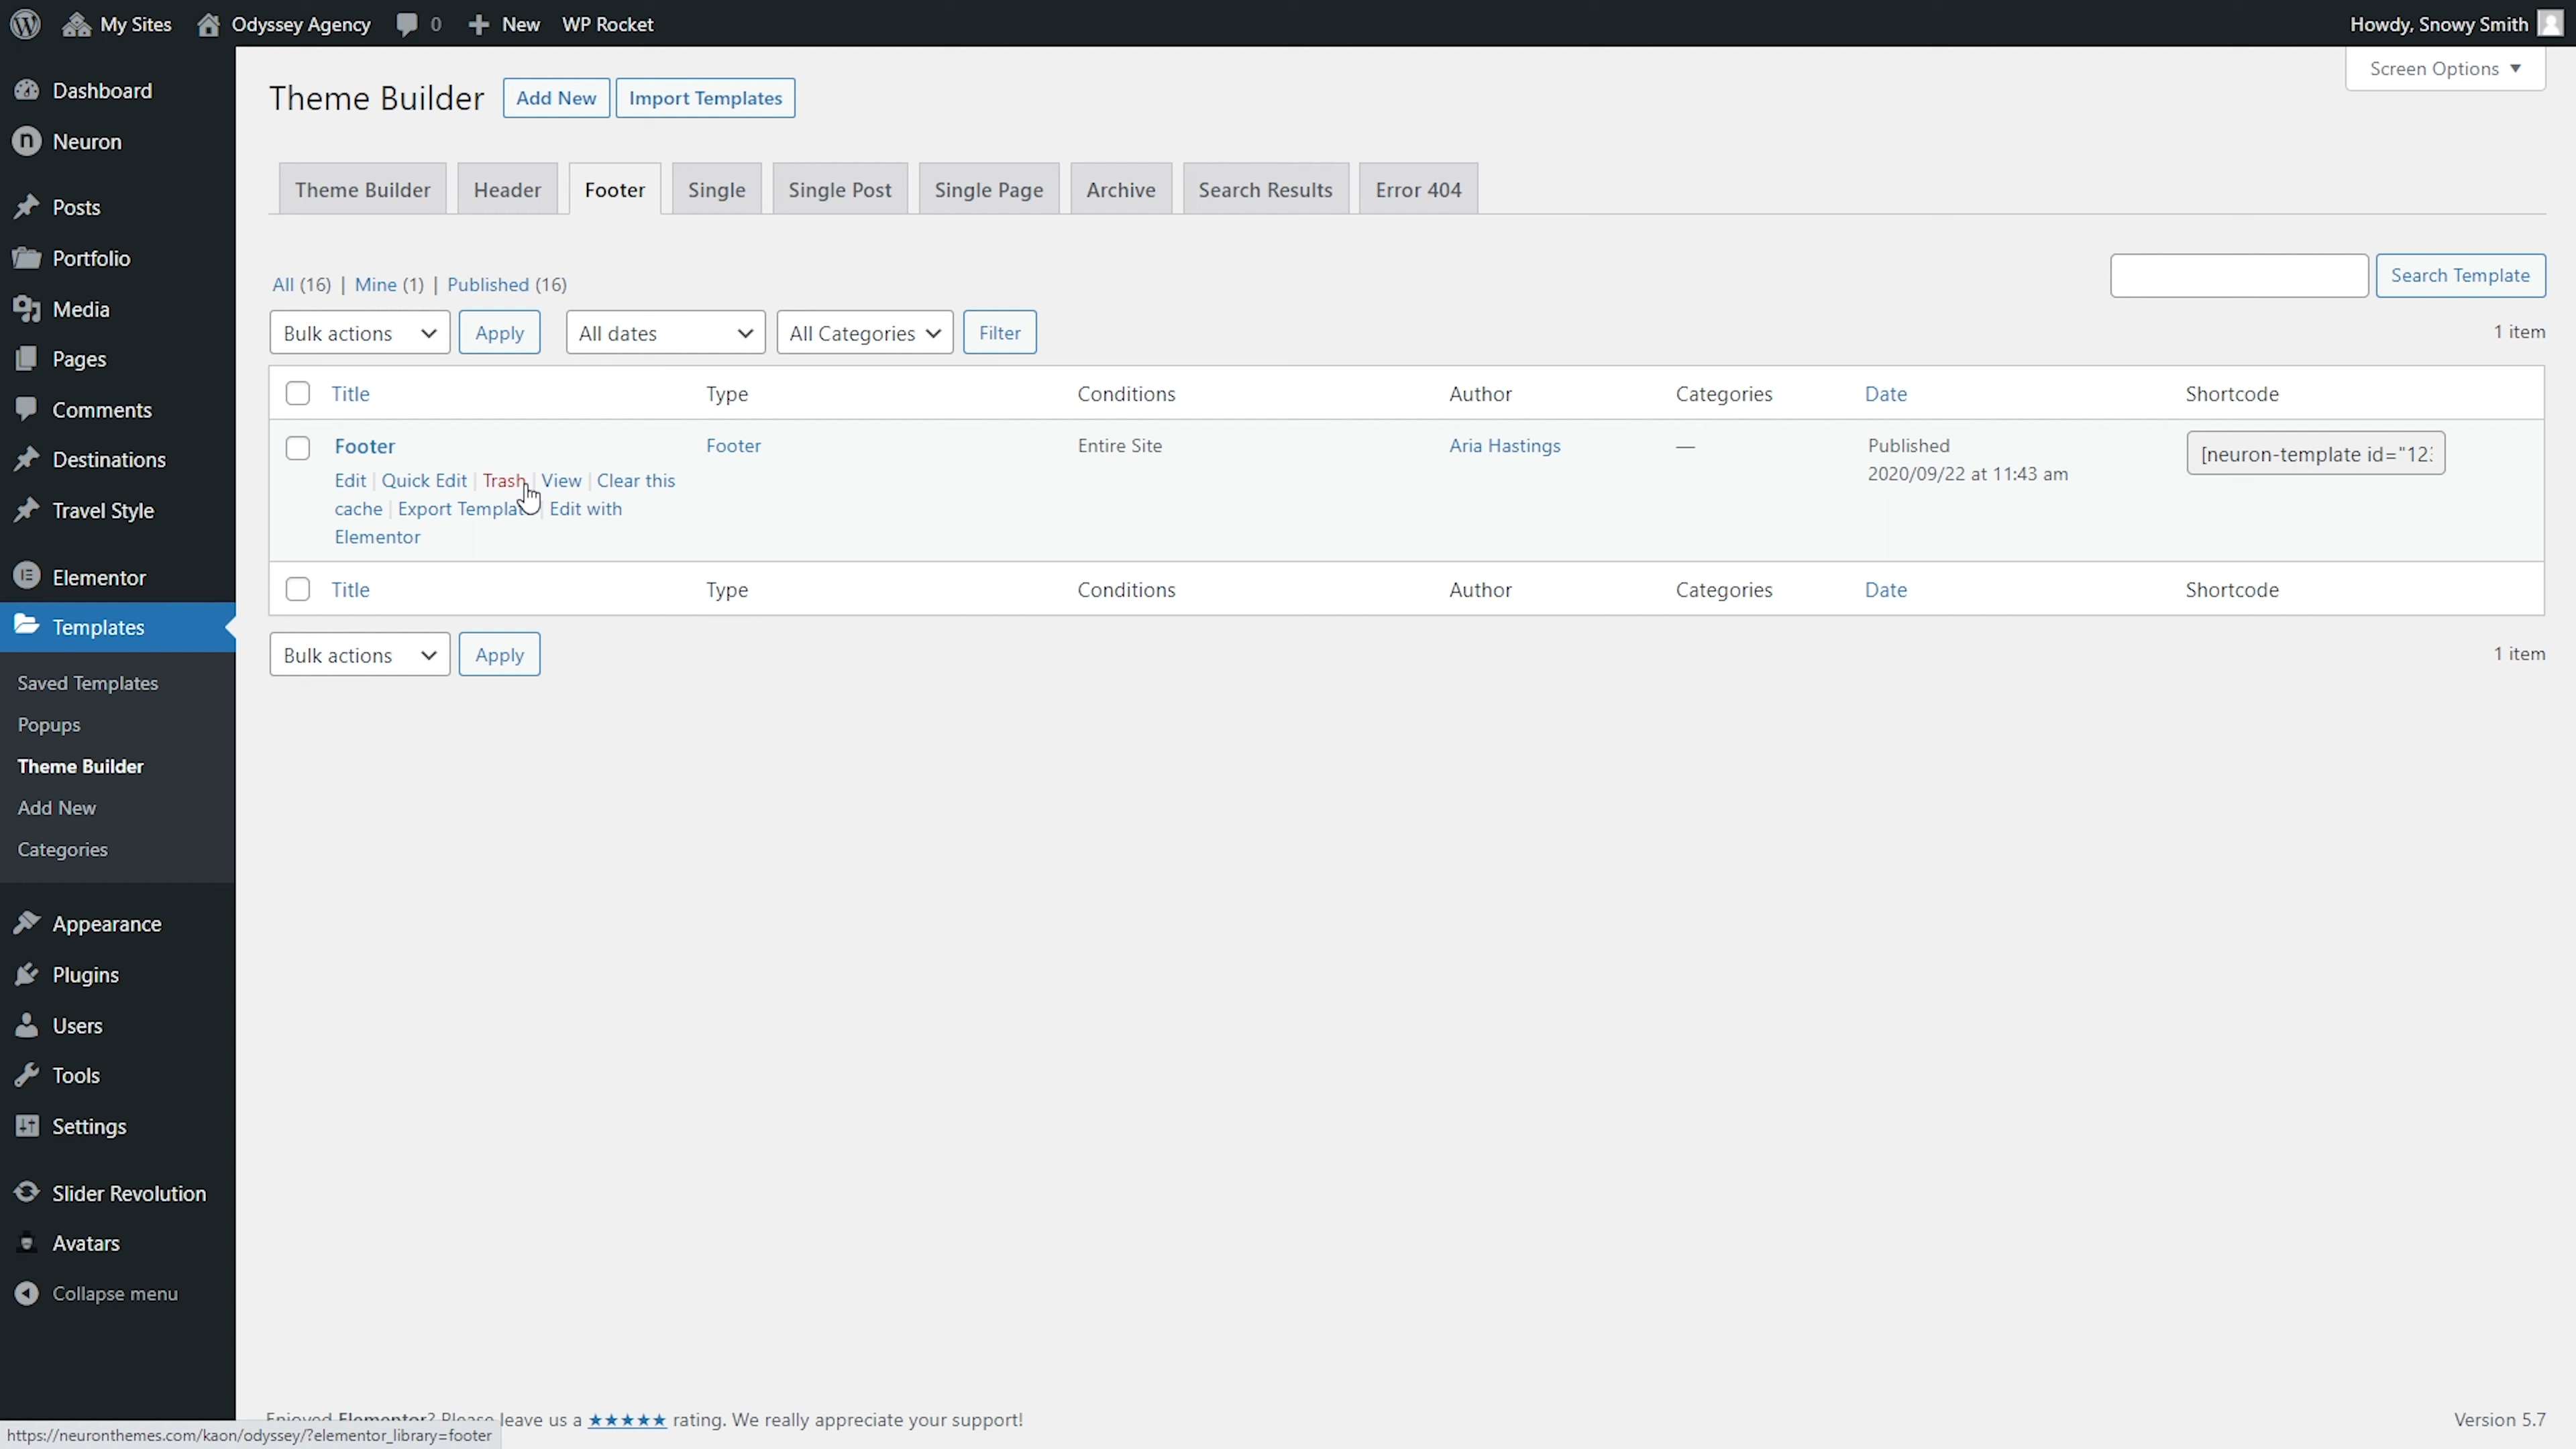 My Sites Odyssey Agency 0 New WP Rocket Howdy, Snowy Smith
Screen Options
Dashboard
Neuron
Posts
Portfolio
Media
Pages
Comments
Destinations
Travel Style
Elementor
Templates
Saved Templates
Popups
Theme Builder
Add New
Categories
Appearance
Plugins
Users
Tools
Settings
Slider Revolution
Avatars
Collapse menu
Theme Builder Add New Import Templates
Theme Builder Header Footer Single Single Post Single Page Archive Search Results Error 404
All (16) | Mine (1) | Published (16)
Search Template
Bulk actions Apply All dates All Categories Filter 1 item
Title Type Conditions Author Categories Date Shortcode
Footer Footer Entire Site Aria Hastings — Published [neuron-template id="12
2020/09/22 at 11:43 am
Edit | Quick Edit | Trash | View | Clear this
cache | Export Template | Edit with
Elementor
Title Type Conditions Author Categories Date Shortcode
Bulk actions Apply 1 item
Enjoyed Elementor? Please leave us a ★★★★★ rating. We really appreciate your support! Version 5.7
https://neuronthemes.com/kaon/odyssey/?elementor_library=footer